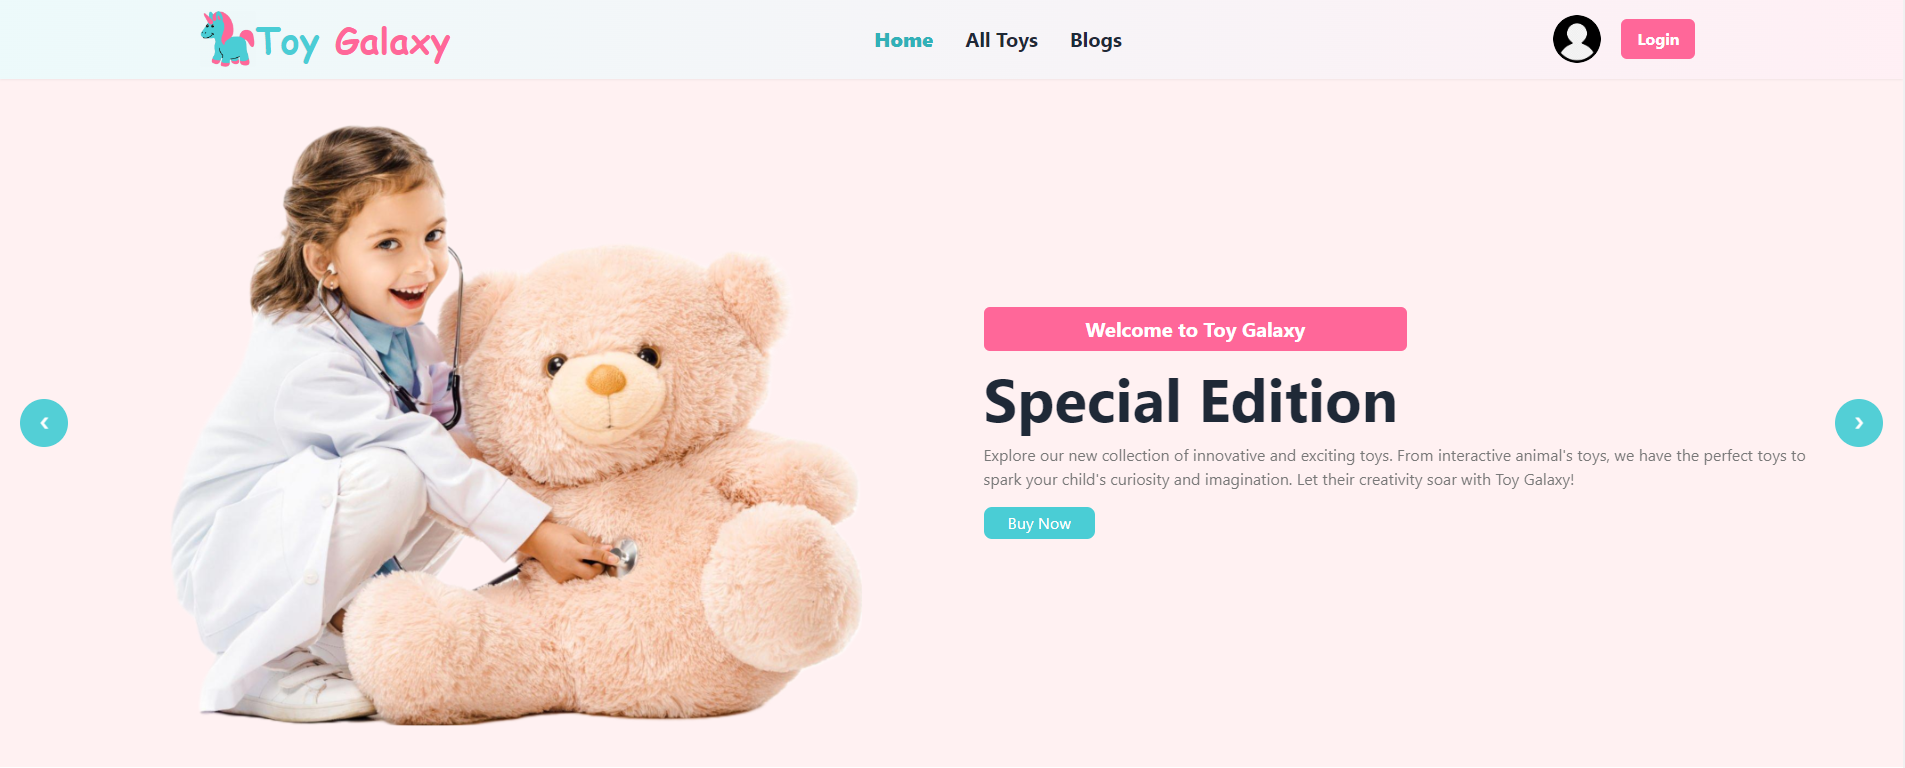 Toy Galaxy
Home
All Toys
Blogs
Login
Welcome to Toy Galaxy
Special Edition
Explore our new collection of innovative and exciting toys. From interactive animal's toys, we have the perfect toys to
spark your child's curiosity and imagination. Let their creativity soar with Toy Galaxy!
Buy Now